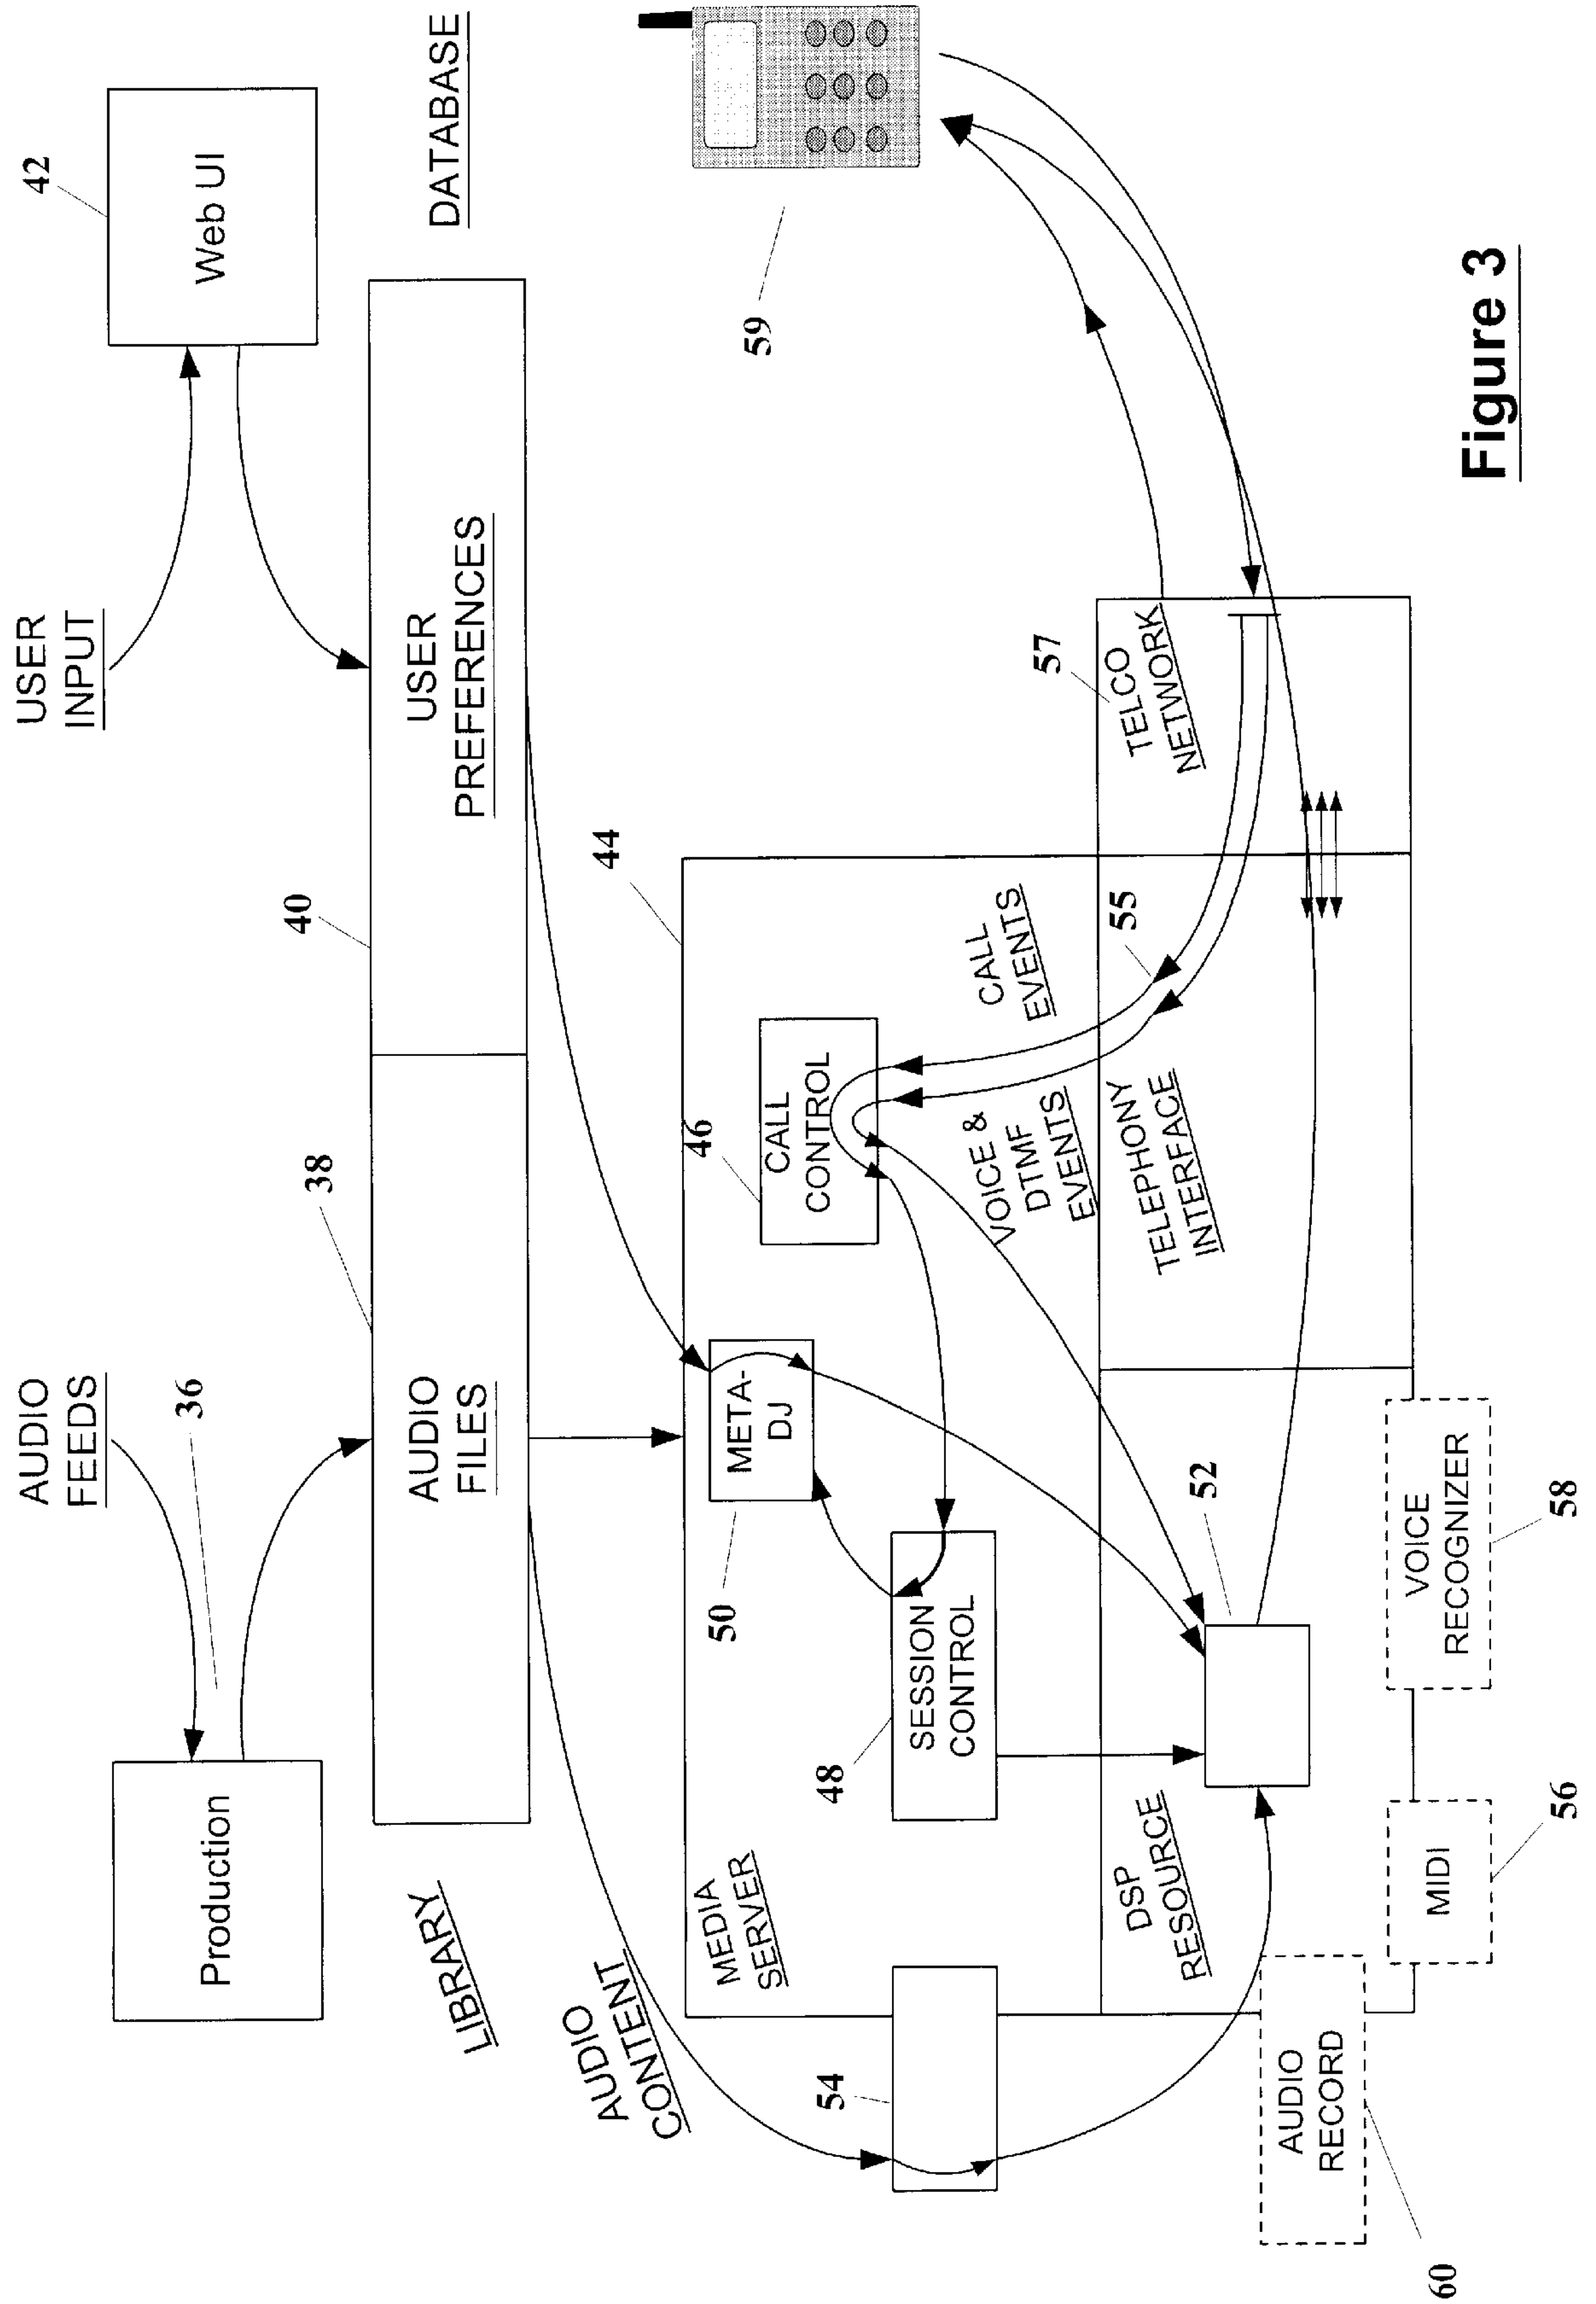 AUDIO
FEEDS
USER
INPUT
Production
36
Web UI
42
LIBRARY
38
40
DATABASE
AUDIO
FILES
USER
PREFERENCES
AUDIO
CONTENT
MEDIA
SERVER
50
META-
DJ
46
CALL
CONTROL
44
59
54
48
SESSION
CONTROL
VOICE &
DTMF
EVENTS
CALL
EVENTS
DSP
RESOURCE
52
TELEPHONY
INTERFACE
55
TELCO
NETWORK
57
AUDIO
RECORD
60
MIDI
56
VOICE
RECOGNIZER
58
Figure 3